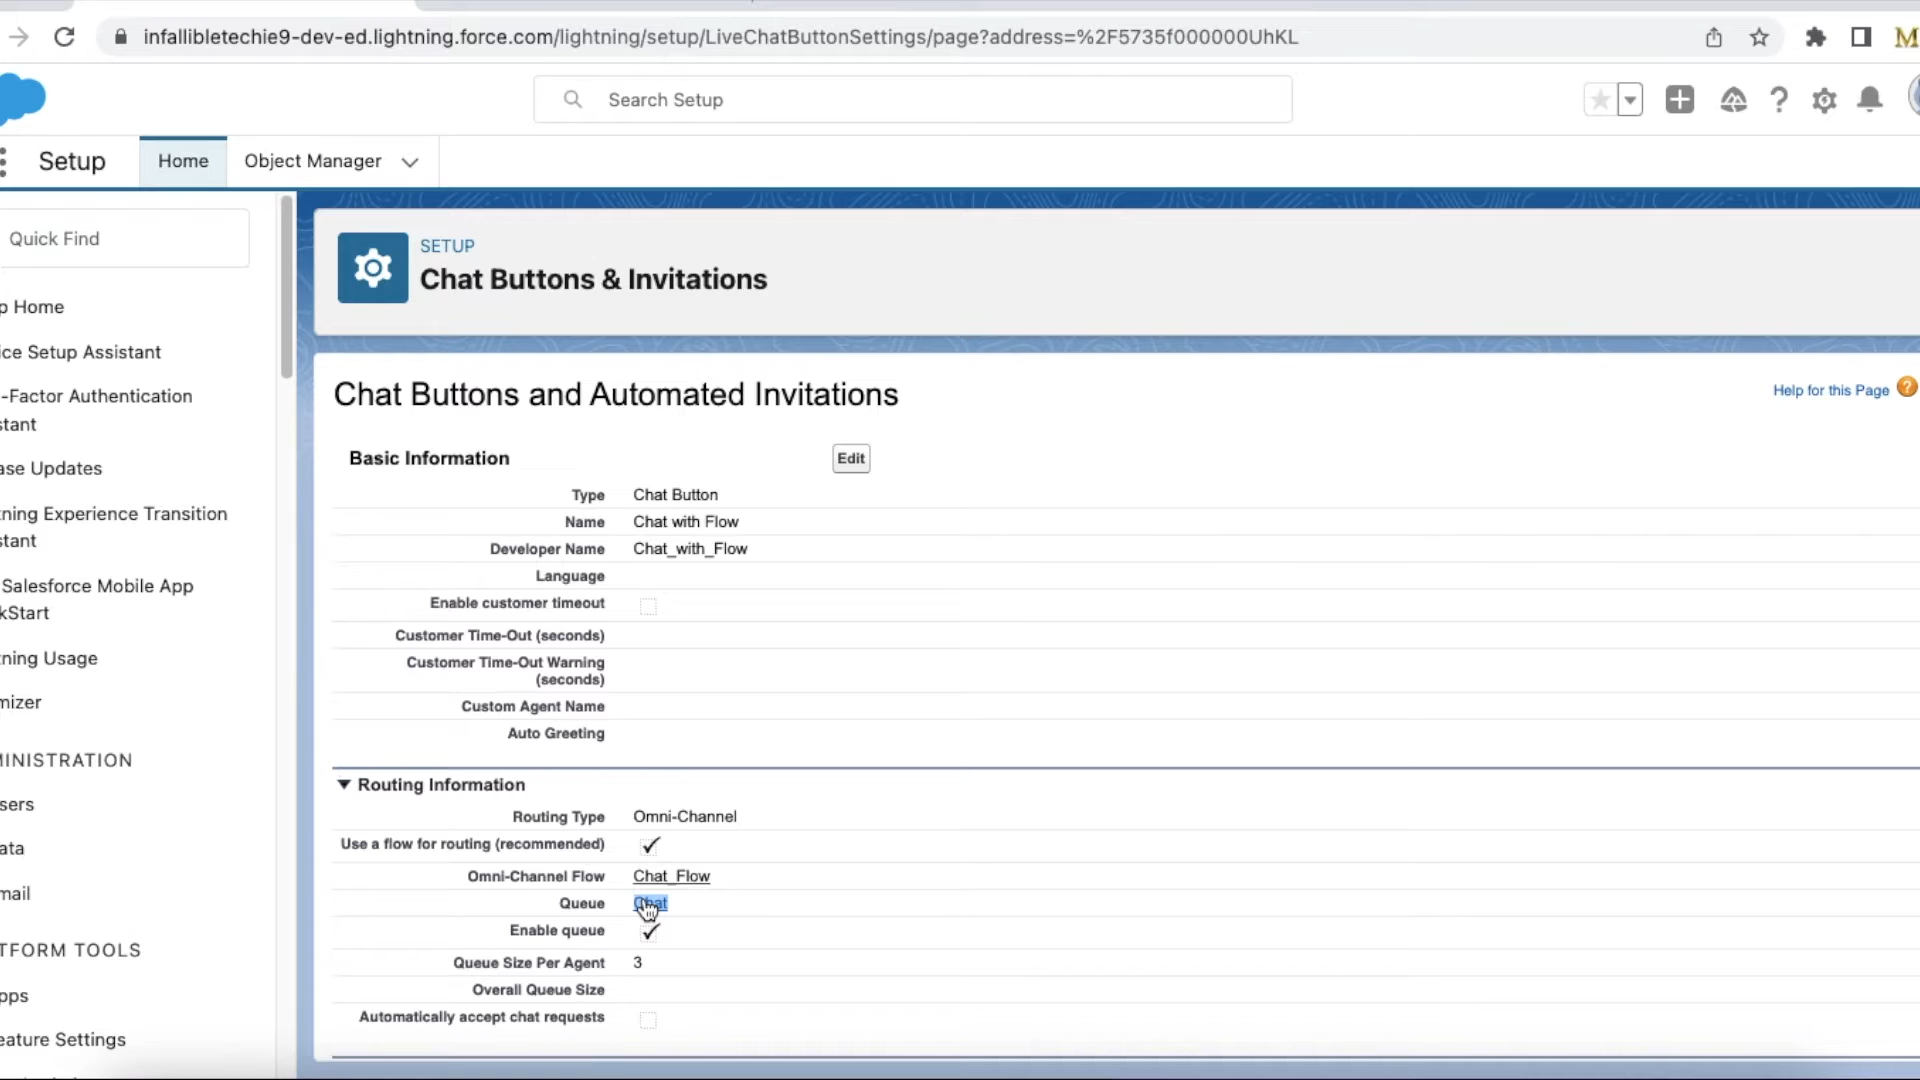 infallibletechie9-dev-ed.lightning.force.com/lightning/setup/LiveChatButtonSettings/page?address=%2F5735f000000UhKL
M
Search Setup
Setup
Home
Object Manager
Quick Find
p Home
ice Setup Assistant
-Factor Authentication
stant
ase Updates
tning Experience Transition
stant
Salesforce Mobile App
kStart
tning Usage
mizer
MINISTRATION
sers
ata
mail
TFORM TOOLS
pps
eature Settings
SETUP
Chat Buttons & Invitations
Chat Buttons and Automated Invitations
Help for this Page ?
Basic Information
Edit
Type Chat Button
Name Chat with Flow
Developer Name Chat_with_Flow
Language
Enable customer timeout
Customer Time-Out (seconds)
Customer Time-Out Warning
(seconds)
Custom Agent Name
Auto Greeting
Routing Information
Routing Type Omni-Channel
Use a flow for routing (recommended)
Omni-Channel Flow Chat_Flow
Queue Chat
Enable queue
Queue Size Per Agent 3
Overall Queue Size
Automatically accept chat requests